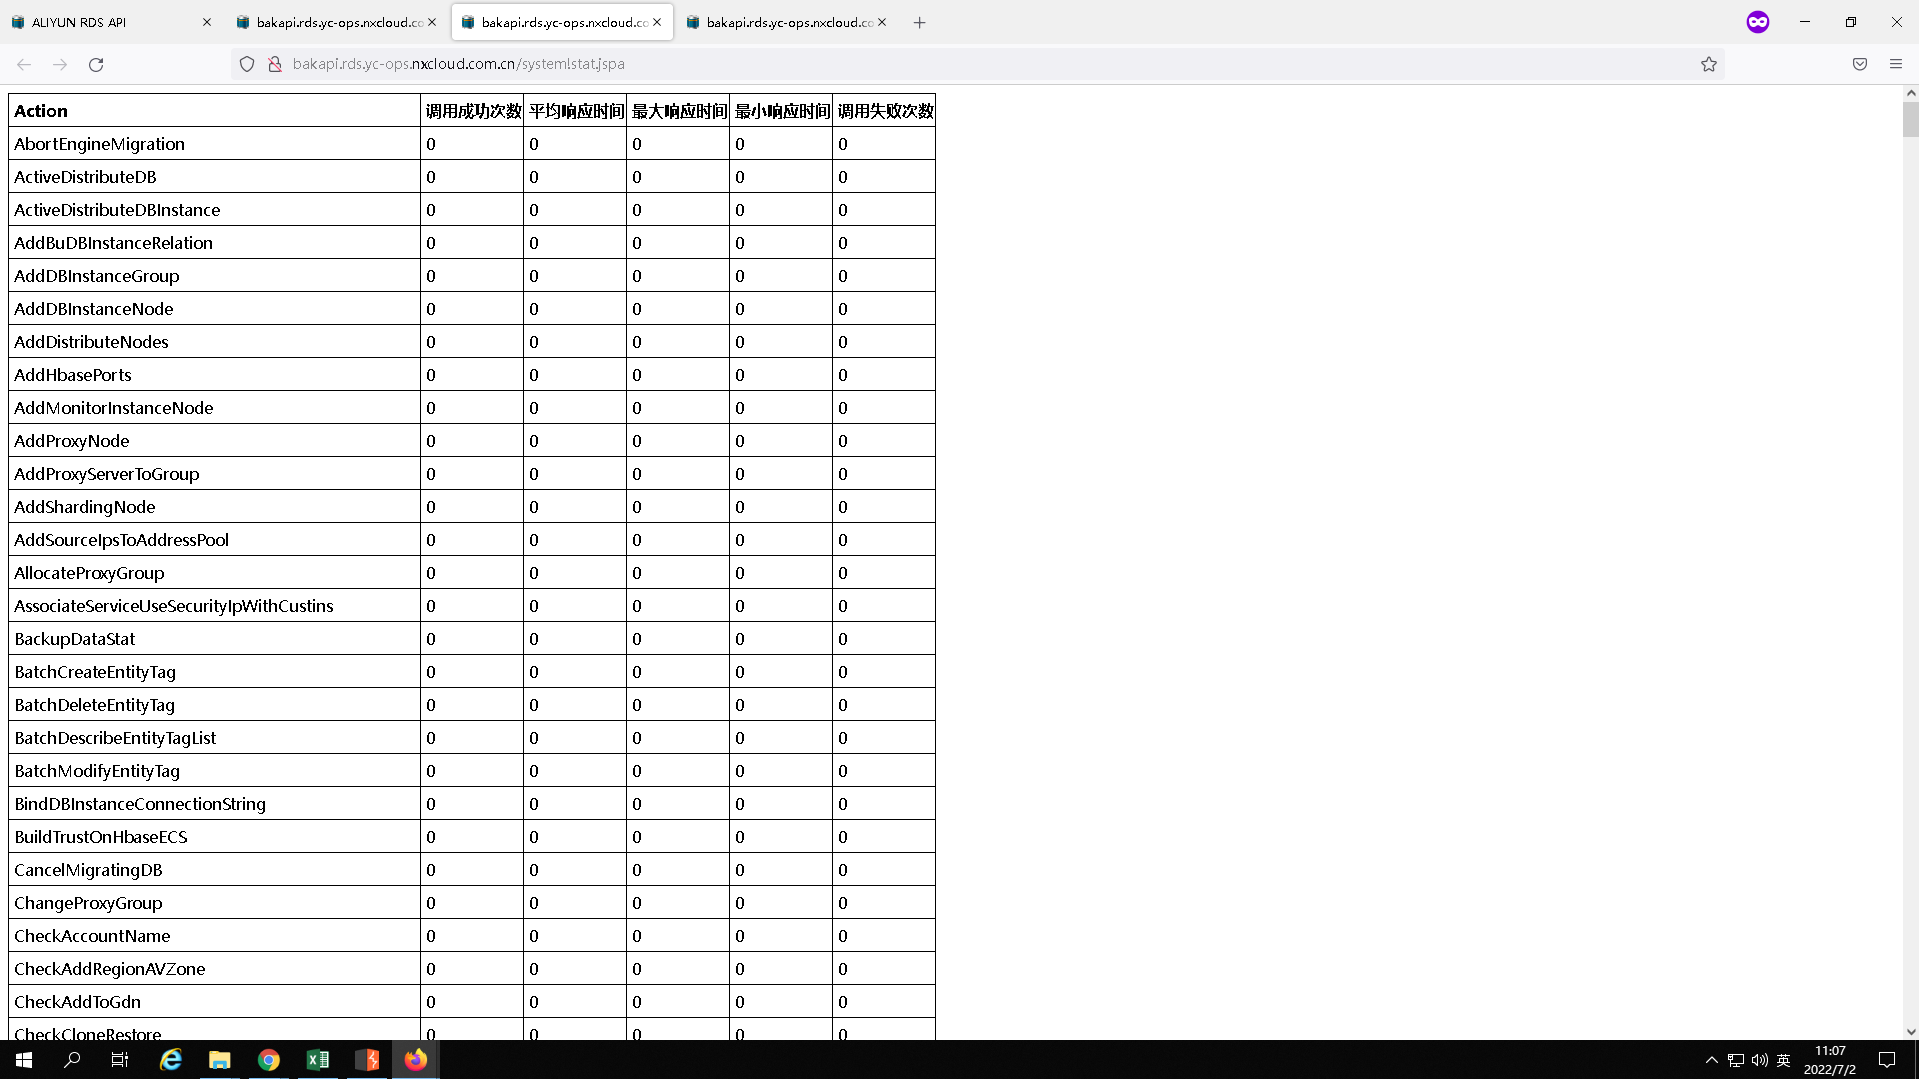 ALIYUN RDS API
bakapi.rds.yc-ops.nxcloud.co
bakapi.rds.yc-ops.nxcloud.co
bakapi.rds.yc-ops.nxcloud.co
bakapi.rds.yc-ops.nxcloud.com.cn/system!stat.jspa
Action 调用成功次数 平均响应时间 最大响应时间 最小响应时间 调用失败次数
AbortEngineMigration 0 0 0 0 0
ActiveDistributeDB 0 0 0 0 0
ActiveDistributeDBInstance 0 0 0 0 0
AddBuDBInstanceRelation 0 0 0 0 0
AddDBInstanceGroup 0 0 0 0 0
AddDBInstanceNode 0 0 0 0 0
AddDistributeNodes 0 0 0 0 0
AddHbasePorts 0 0 0 0 0
AddMonitorInstanceNode 0 0 0 0 0
AddProxyNode 0 0 0 0 0
AddProxyServerToGroup 0 0 0 0 0
AddShardingNode 0 0 0 0 0
AddSourceIpsToAddressPool 0 0 0 0 0
AllocateProxyGroup 0 0 0 0 0
AssociateServiceUseSecurityIpWithCustins 0 0 0 0 0
BackupDataStat 0 0 0 0 0
BatchCreateEntityTag 0 0 0 0 0
BatchDeleteEntityTag 0 0 0 0 0
BatchDescribeEntityTagList 0 0 0 0 0
BatchModifyEntityTag 0 0 0 0 0
BindDBInstanceConnectionString 0 0 0 0 0
BuildTrustOnHbaseECS 0 0 0 0 0
CancelMigratingDB 0 0 0 0 0
ChangeProxyGroup 0 0 0 0 0
CheckAccountName 0 0 0 0 0
CheckAddRegionAVZone 0 0 0 0 0
CheckAddToGdn 0 0 0 0 0
CheckCloneRestore 0 0 0 0 0
英
11:07
2022/7/2